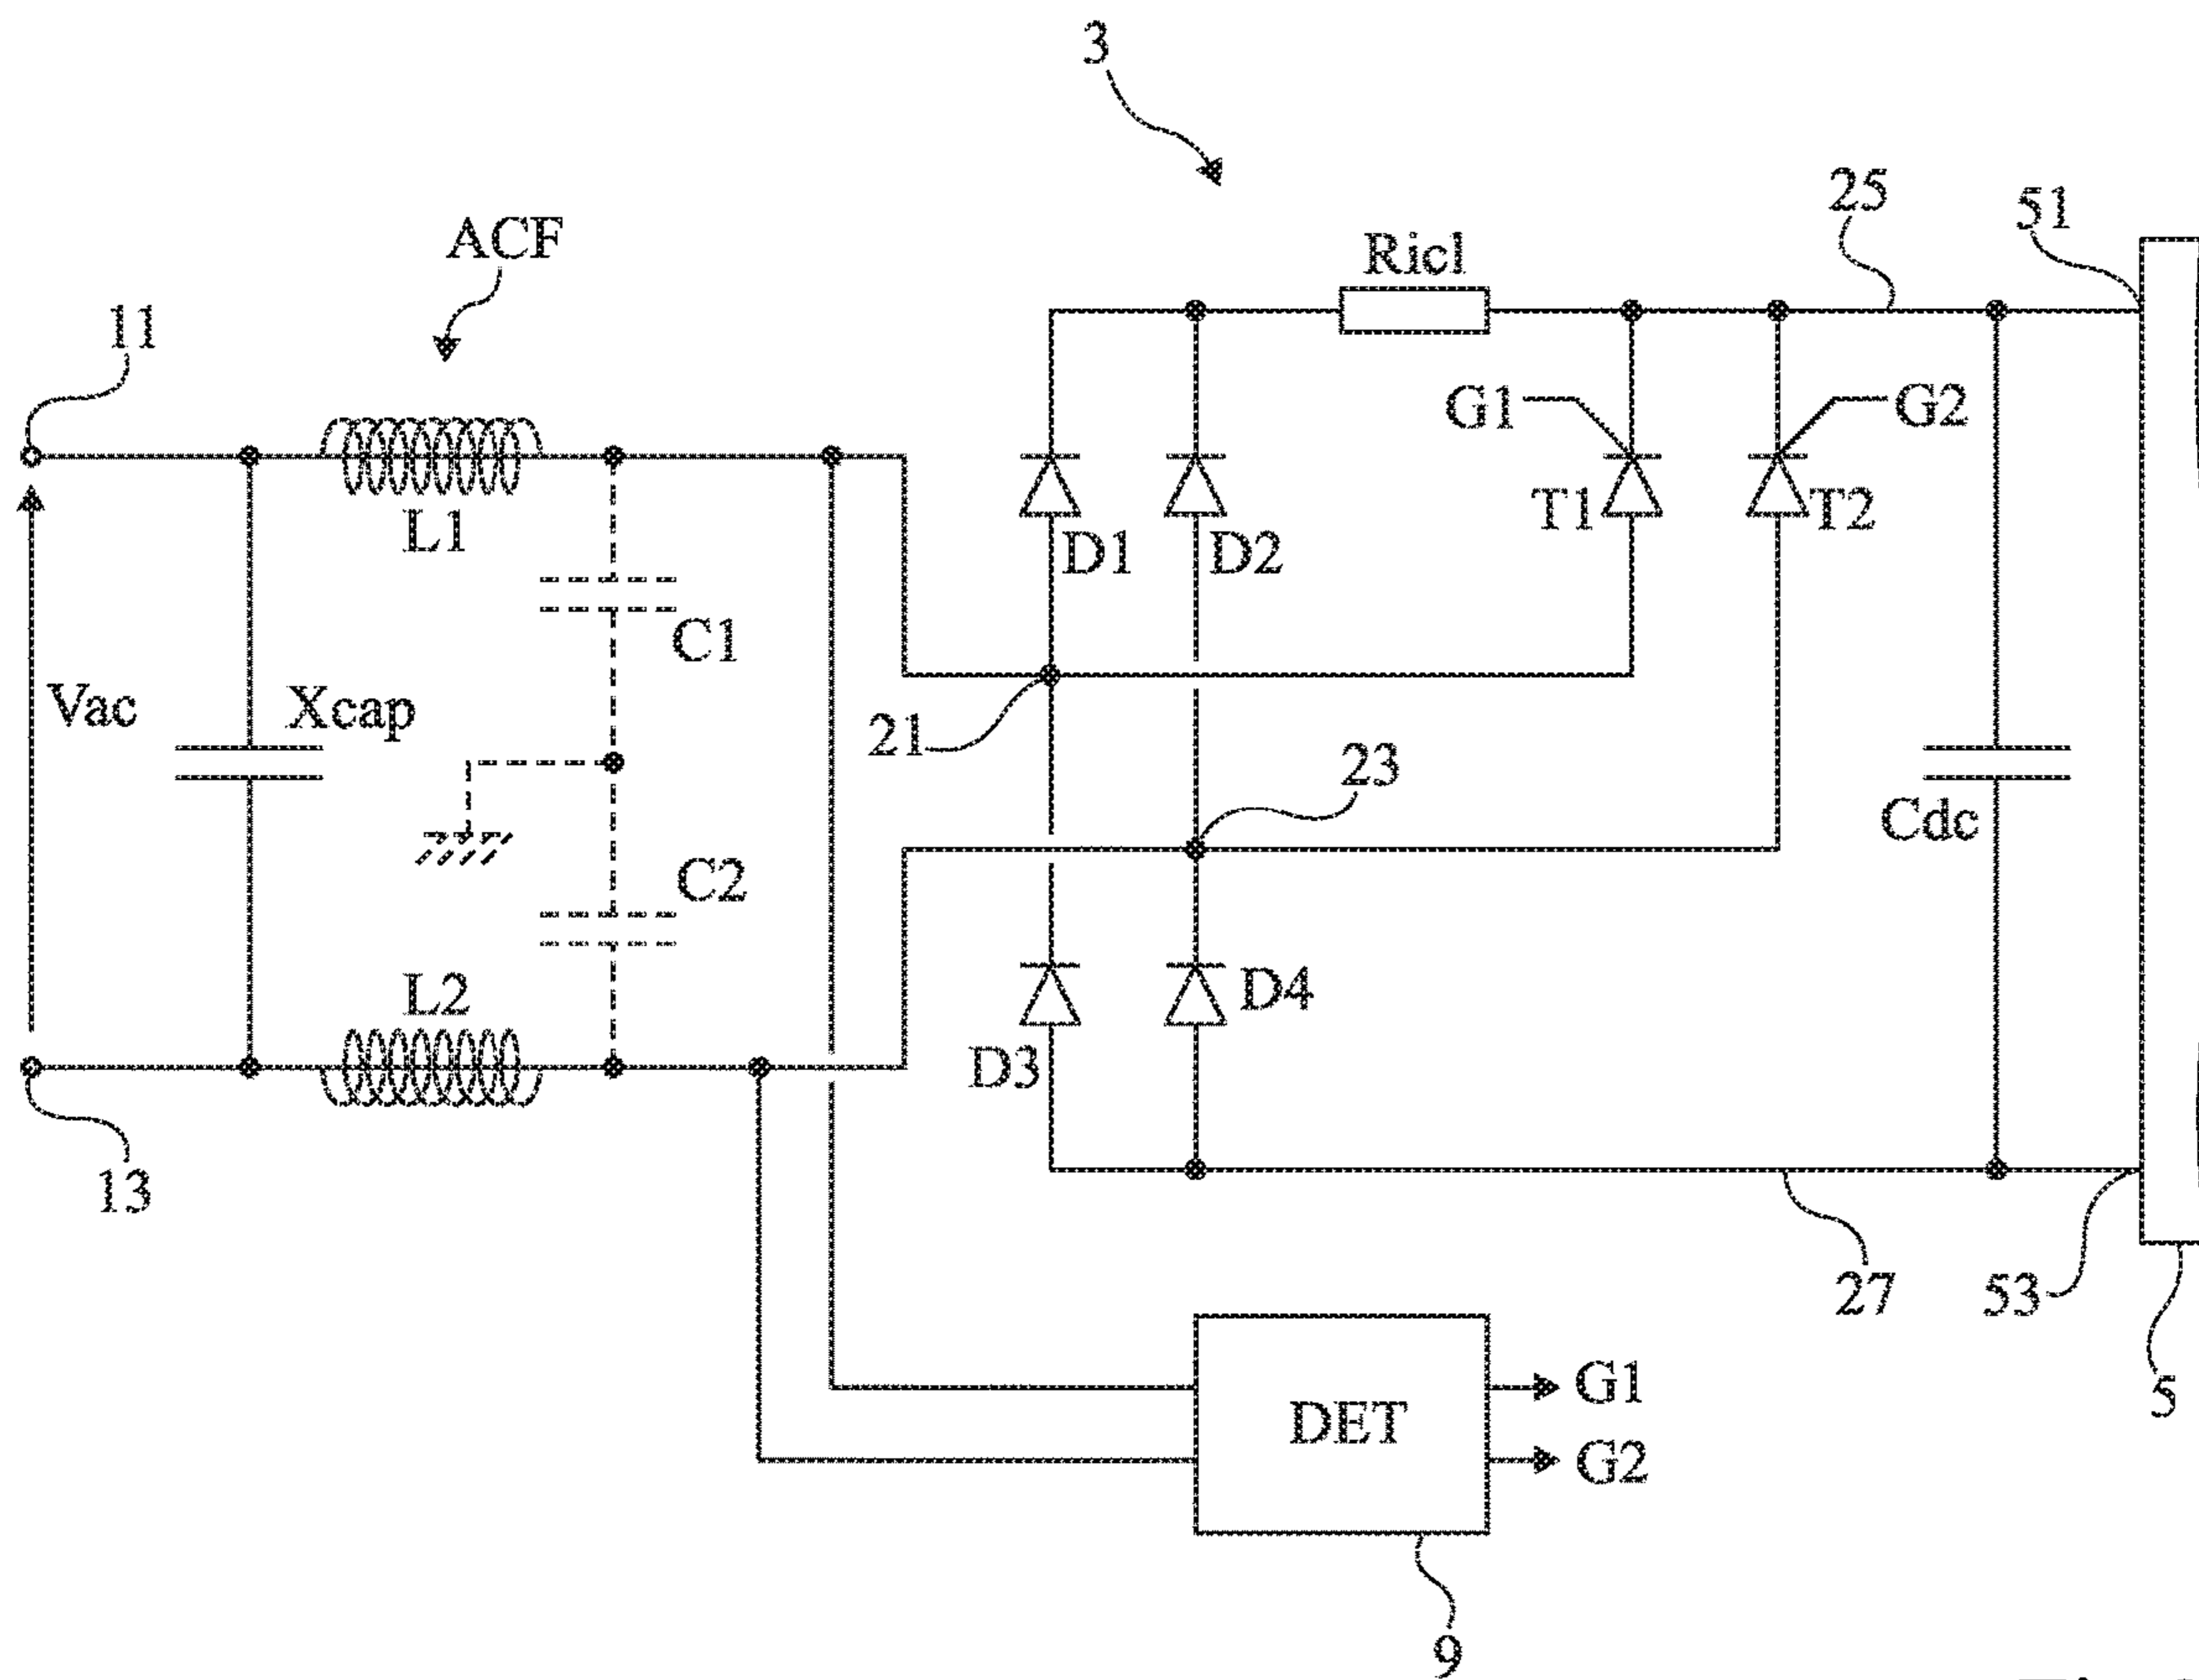 3
ACF
Ricl
25
51
11
G1
G2
L1
T1
T2
D1
D2
C1
Vac
Xcap
21
23
Cdc
C2
L2
D4
D3
13
27
53
DET
G1
G2
5
9